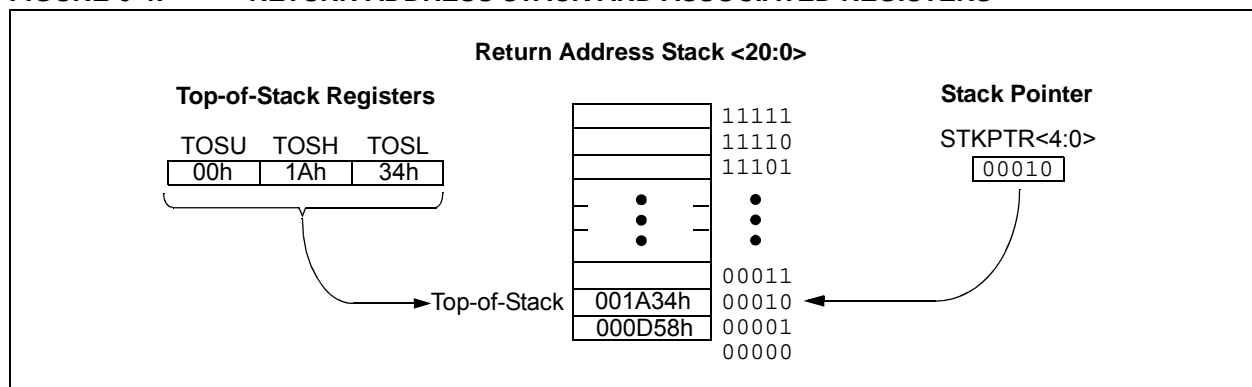 Return Address Stack <20:0>
Top-of-Stack Registers
Stack Pointer
TOSU TOSH TOSL
STKPTR<4:0>
00h 1Ah 34h
00010
11111
11110
11101
00011
Top-of-Stack 001A34h 00010
000D58h 00001
00000